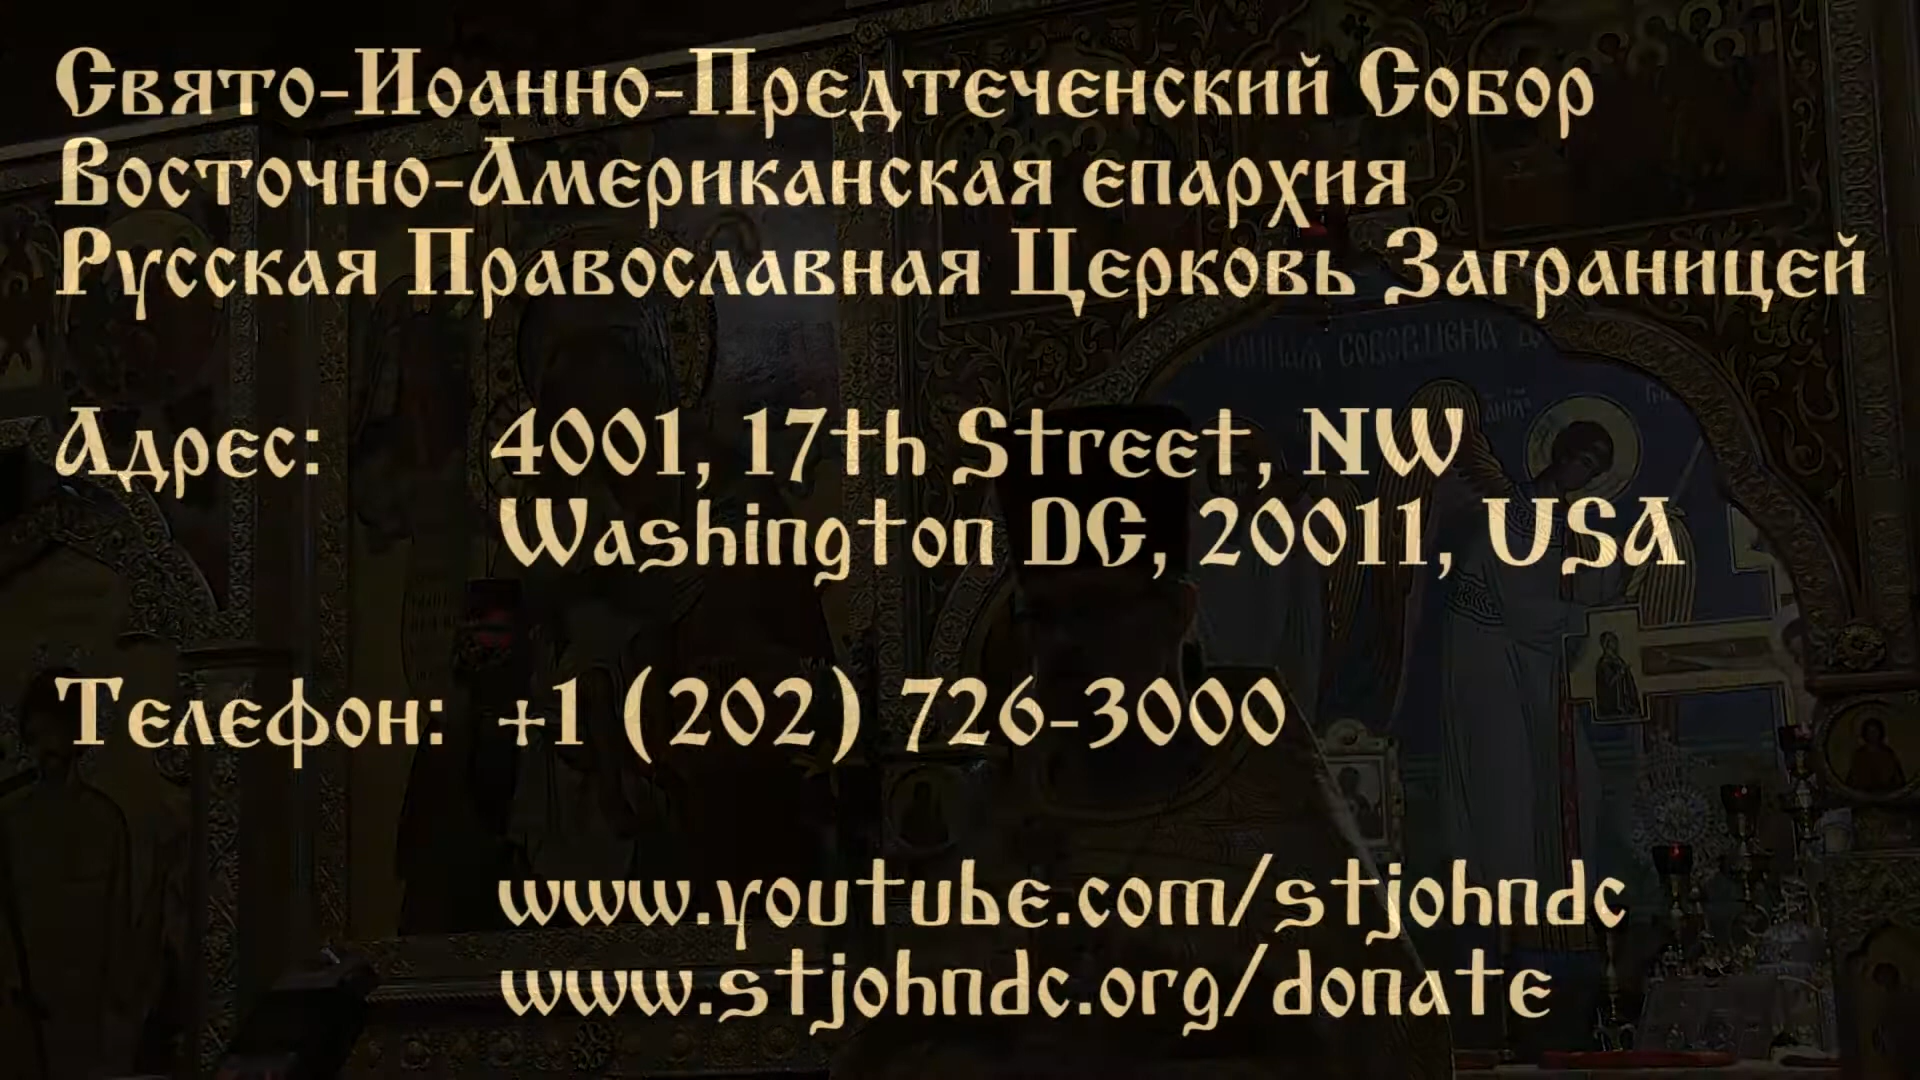 Свято-Иоанно-Предтеченский Собор
Восточно-Американская епархия
Русская Православная Церковь Заграницей
Адрес: 4001, 17th Street, NW
Washington DC, 20011, USA
Телефон: +1 (202) 726-3000
www.youtube.com/stjohndc
www.stjohndc.org/donate